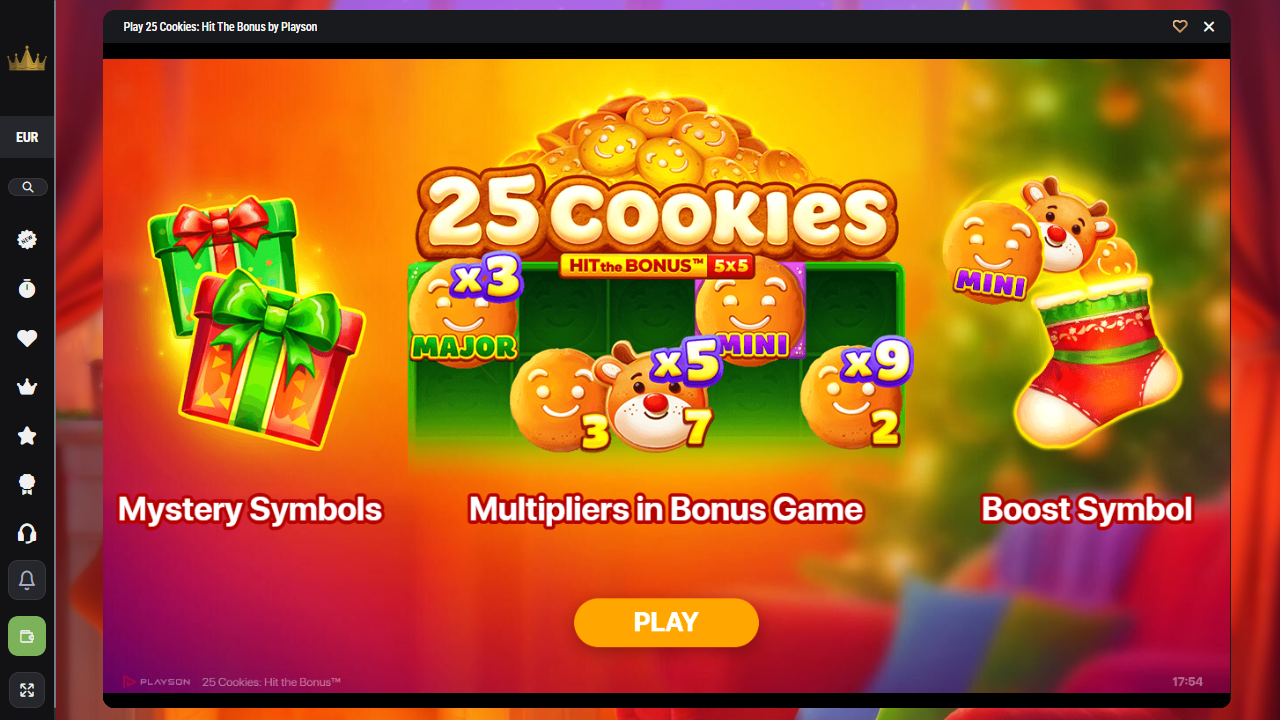 Play 25 Cookies: Hit The Bonus by Playson
EUR
NEW
25 COOKIES
HIT the BONUS™ 5X5
x3
MAJOR
MINI
x5
x9
3
7
2
MINI
Mystery Symbols
Multipliers in Bonus Game
Boost Symbol
PLAY
PLAYSON
25 Cookies: Hit the Bonus™
17:54